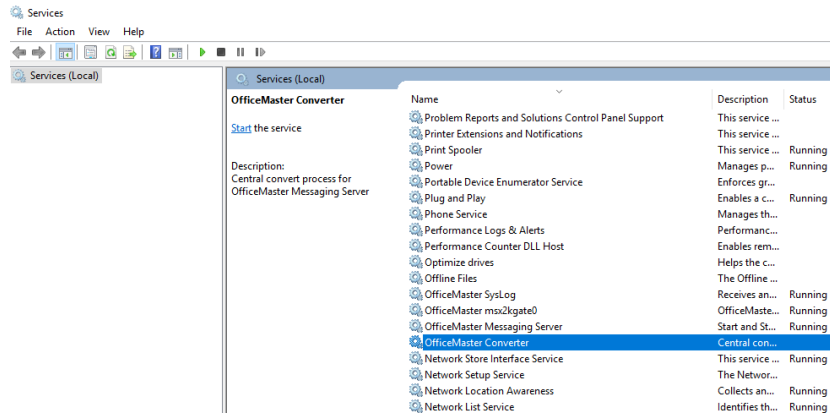 Services
File Action View Help
Services (Local)
Services (Local)
OfficeMaster Converter
Start the service
Description:
Central convert process for
OfficeMaster Messaging Server
Name Description Status
Problem Reports and Solutions Control Panel Support This service ...
Printer Extensions and Notifications This service ...
Print Spooler This service ... Running
Power Manages p... Running
Portable Device Enumerator Service Enforces gr...
Plug and Play Enables a c... Running
Phone Service Manages th...
Performance Logs & Alerts Performanc...
Performance Counter DLL Host Enables rem...
Optimize drives Helps the c...
Offline Files The Offline ...
OfficeMaster SysLog Receives an... Running
OfficeMaster msx2kgate0 OfficeMaste... Running
OfficeMaster Messaging Server Start and St... Running
OfficeMaster Converter Central con...
Network Store Interface Service This service ... Running
Network Setup Service The Networ...
Network Location Awareness Collects an... Running
Network List Service Identifies th... Running